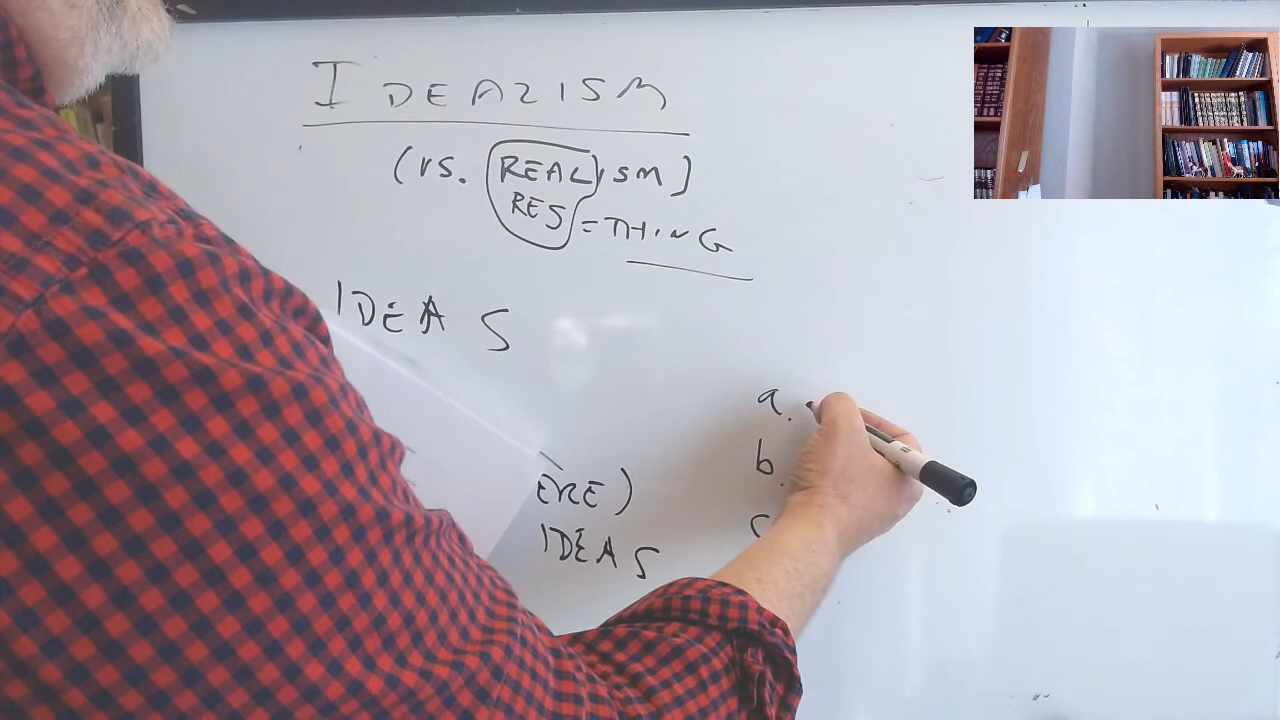 IDEALISM
(VS. REALISM)
RES = THING
IDEAS
ERE)
IDEAS
a.
b.
c